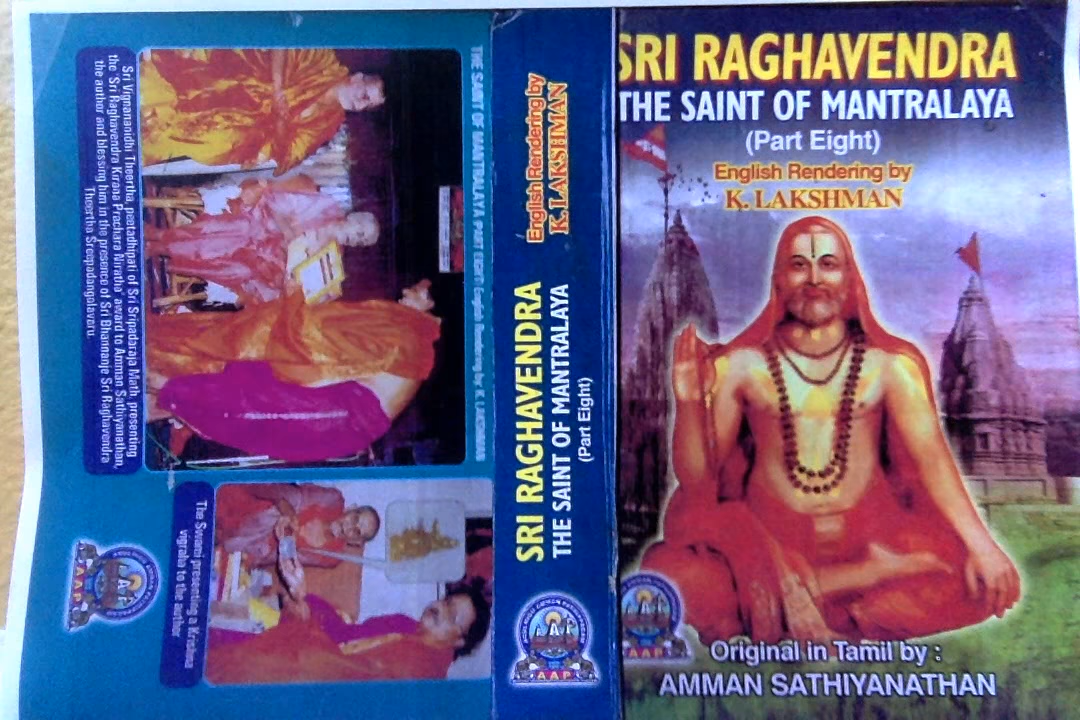 SRI RAGHAVENDRA
THE SAINT OF MANTRALAYA
(Part Eight)
English Rendering by
K. LAKSHMAN
Original in Tamil by :
AMMAN SATHIYANATHAN
English Rendering by
K. LAKSHMAN
SRI RAGHAVENDRA
THE SAINT OF MANTRALAYA
(Part Eight)
AAP
THE SAINT OF MANTRALAYA (PART EIGHT) English Rendering by K. LAKSHMAN
Sri Vignananidhi Theertha, peetadhipati of Sri Sripadaraja Math, presenting
the "Sri Raghavendra Kirana Prachara Niratha" award to Amman Sathiyanathan,
the author and blessing him in the presence of Sri Bhannanje Sri Raghavendra
Theertha Sreepadangalavaru.
The Swami presenting a Krishna
vigraha to the author
AAP